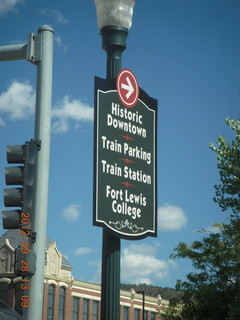 Historic
Downtown
Train Parking
Train Station
Fort Lewis
College